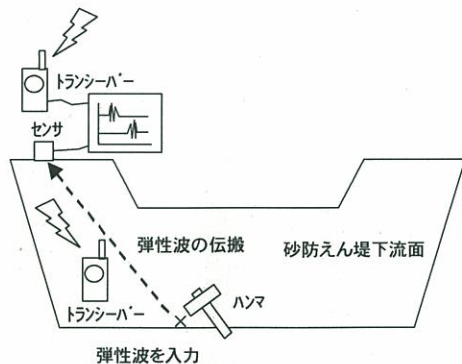 トランシーバー
センサ
弾性波の伝搬
砂防えん堤下流面
トランシーバー
ハンマ
弾性波を入力